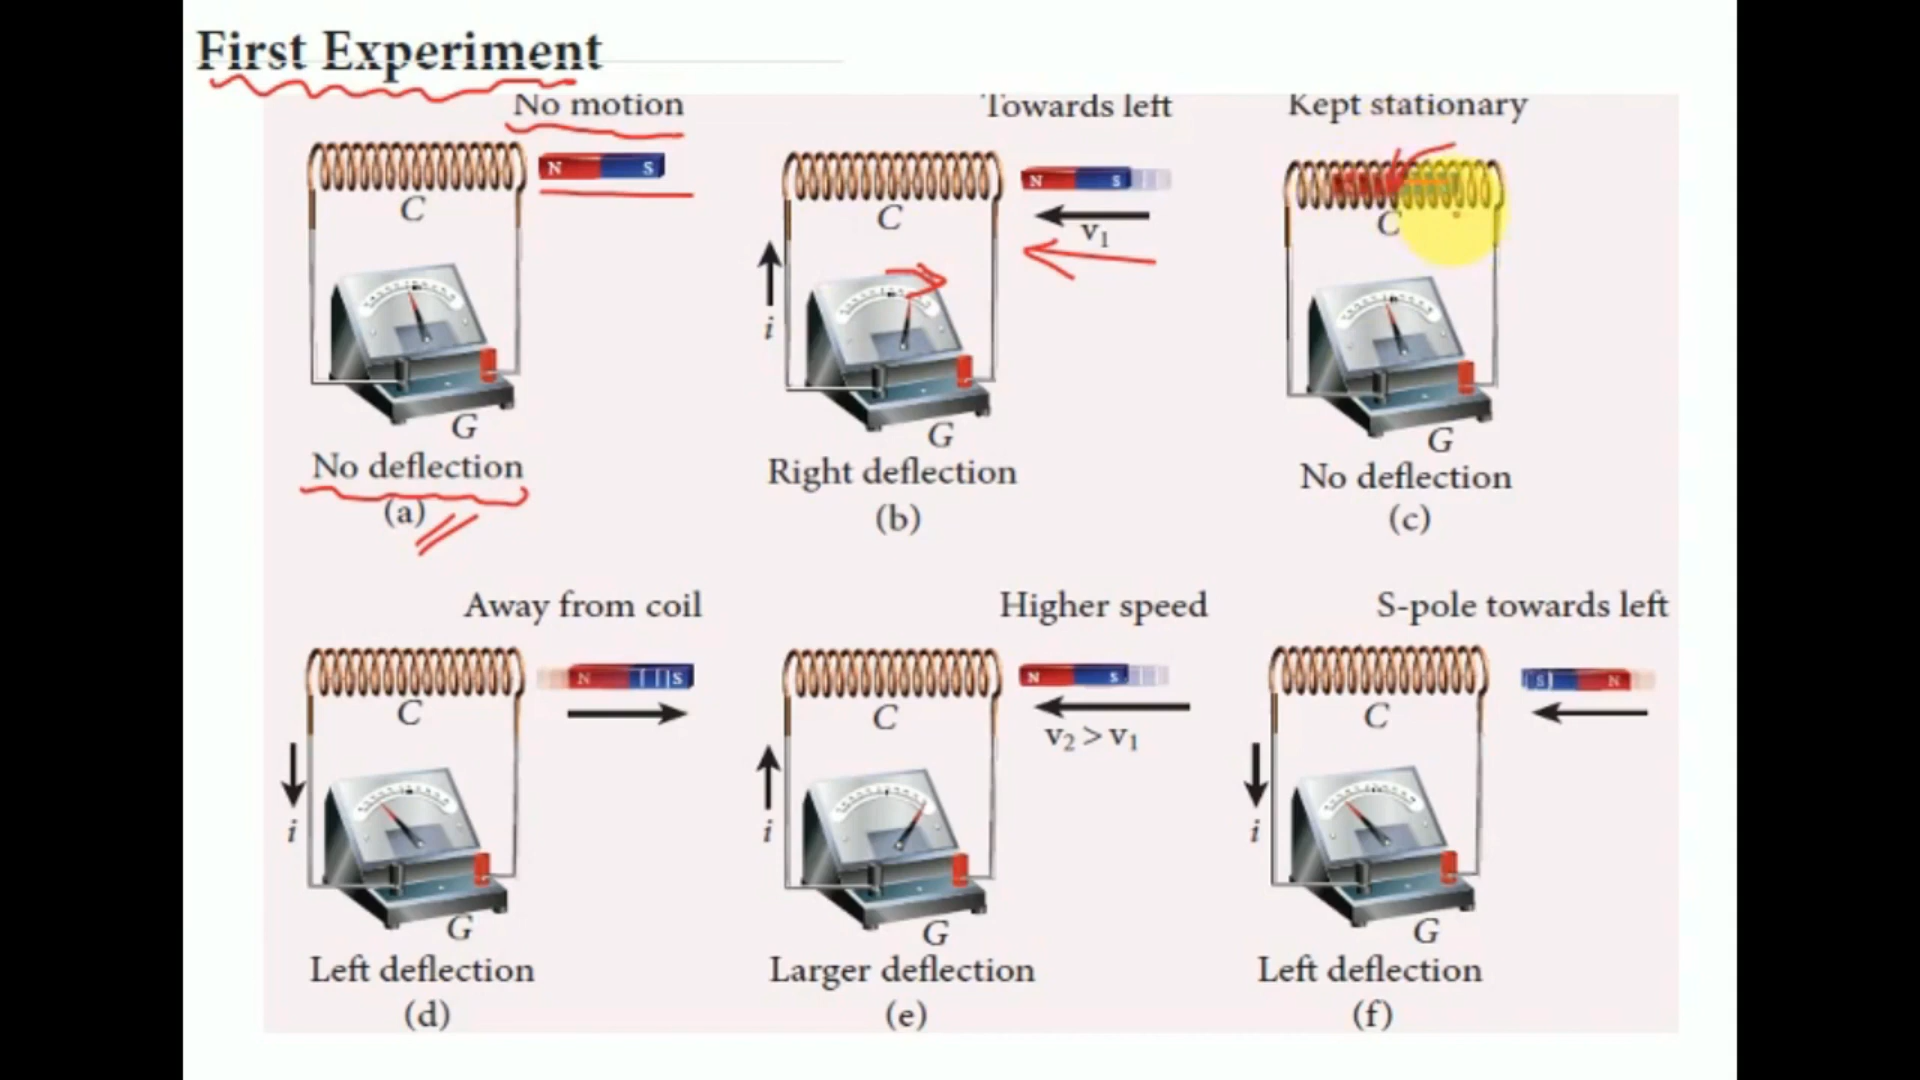 First Experiment
No motion
Towards left
Kept stationary
N S
N S
C
C
C
v1
i
G
G
G
No deflection
Right deflection
No deflection
(a)
(b)
(c)
Away from coil
Higher speed
S-pole towards left
N S
N S
S N
C
C
C
v2 > v1
i
i
i
G
G
G
Left deflection
Larger deflection
Left deflection
(d)
(e)
(f)